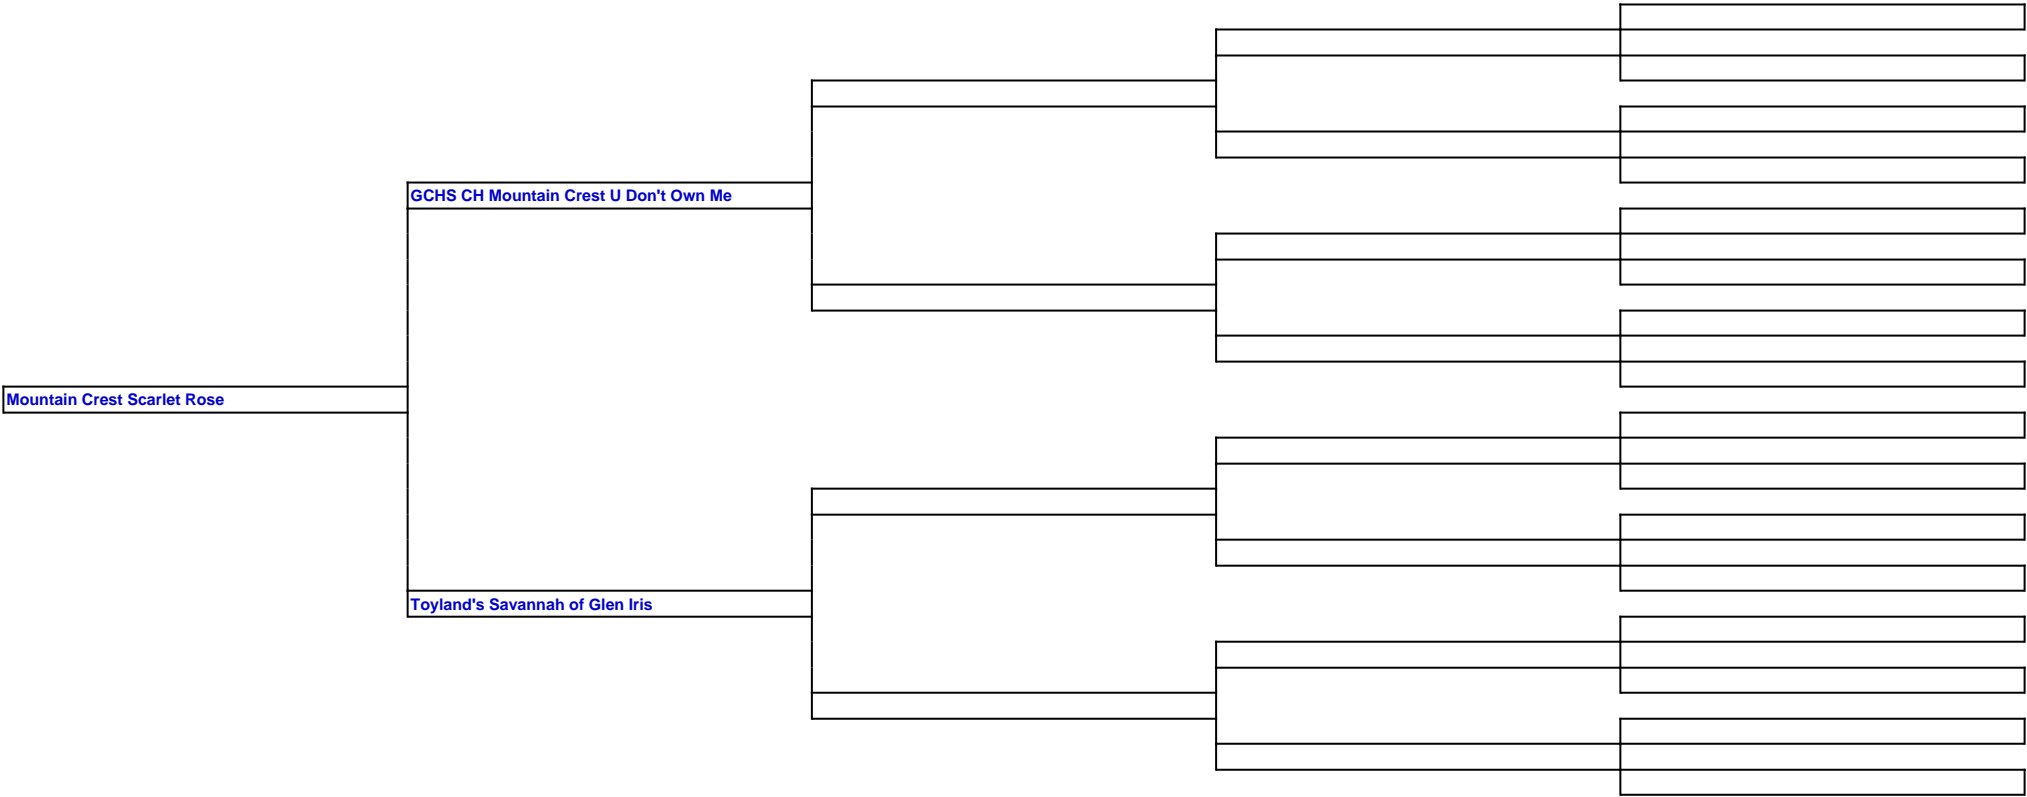 GCHS CH Mountain Crest U Don't Own Me
Mountain Crest Scarlet Rose
Toyland's Savannah of Glen Iris